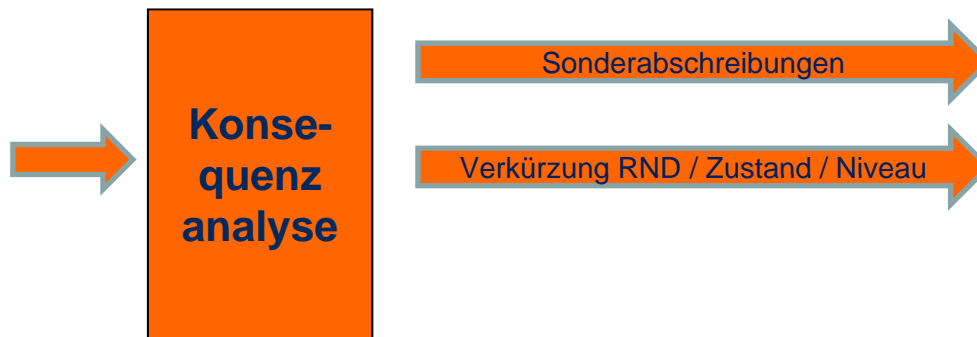 Konse-
quenz
analyse
Sonderabschreibungen
Verkürzung RND / Zustand / Niveau